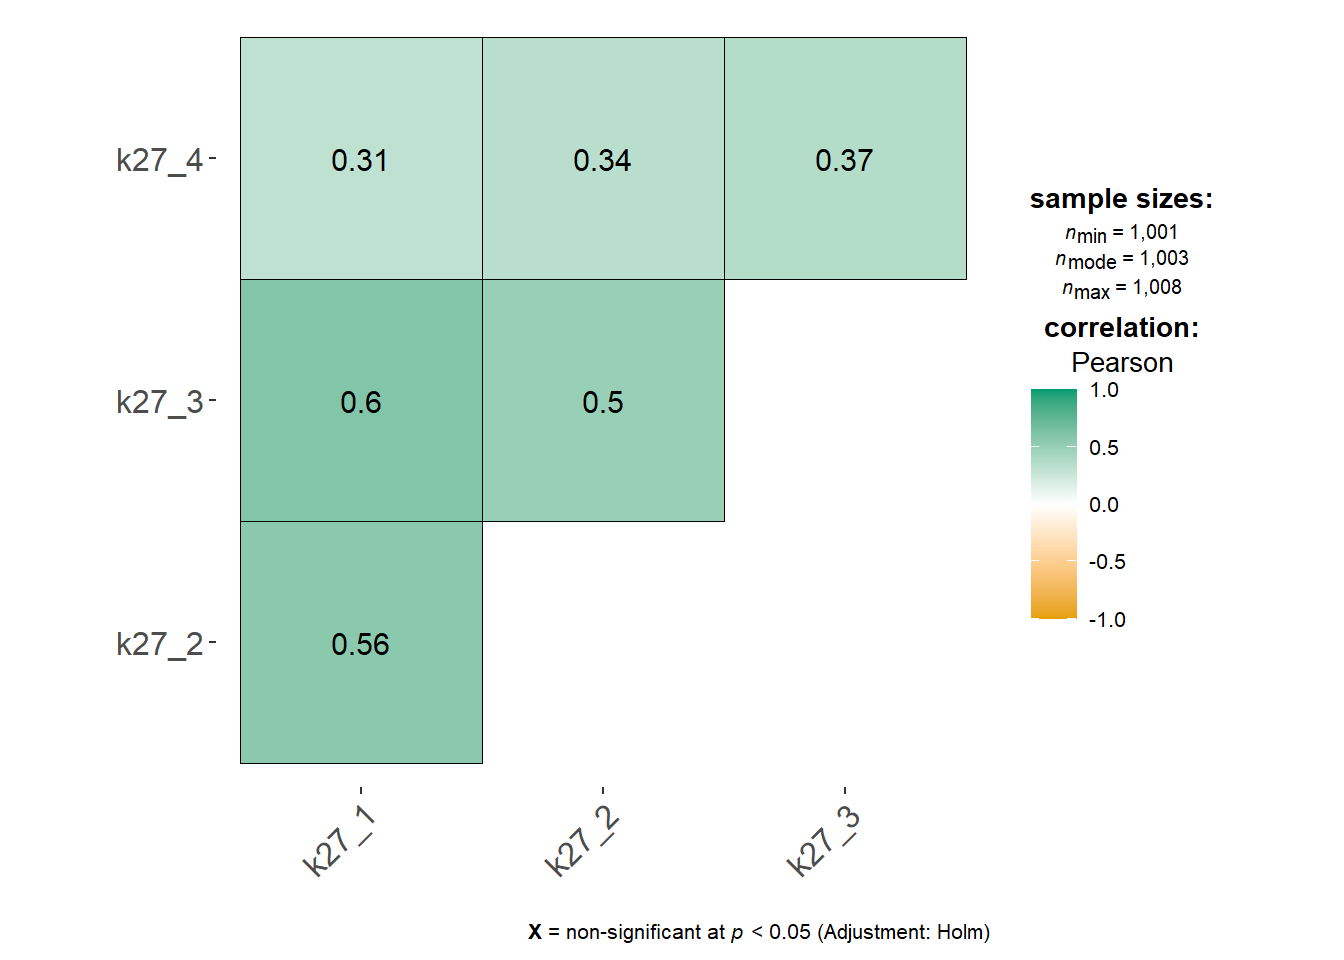 k27_4
0.31
0.34
0.37
k27_3
0.6
0.5
k27_2
0.56
k27_1
k27_2
k27_3
sample sizes:
nmin = 1,001
nmode = 1,003
nmax = 1,008
correlation:
Pearson
1.0
0.5
0.0
-0.5
-1.0
X = non-significant at p < 0.05 (Adjustment: Holm)